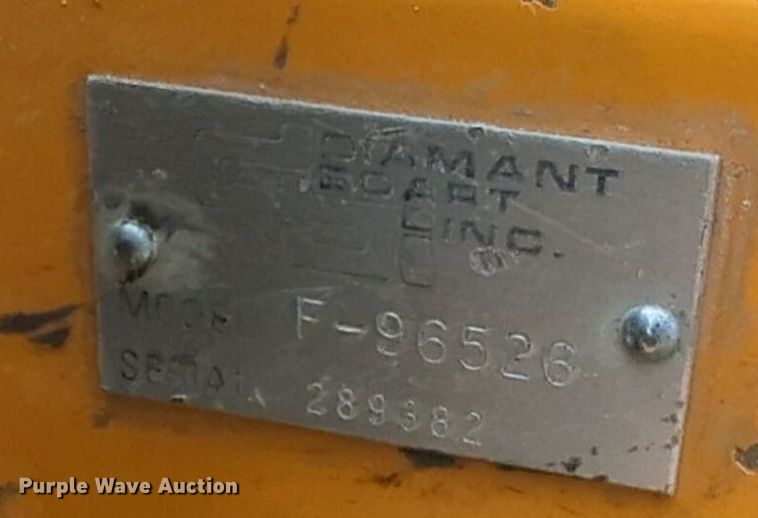 DIAMANT
BOART
INC.
MODEL F-96526
SERIAL 289382
Purple Wave Auction